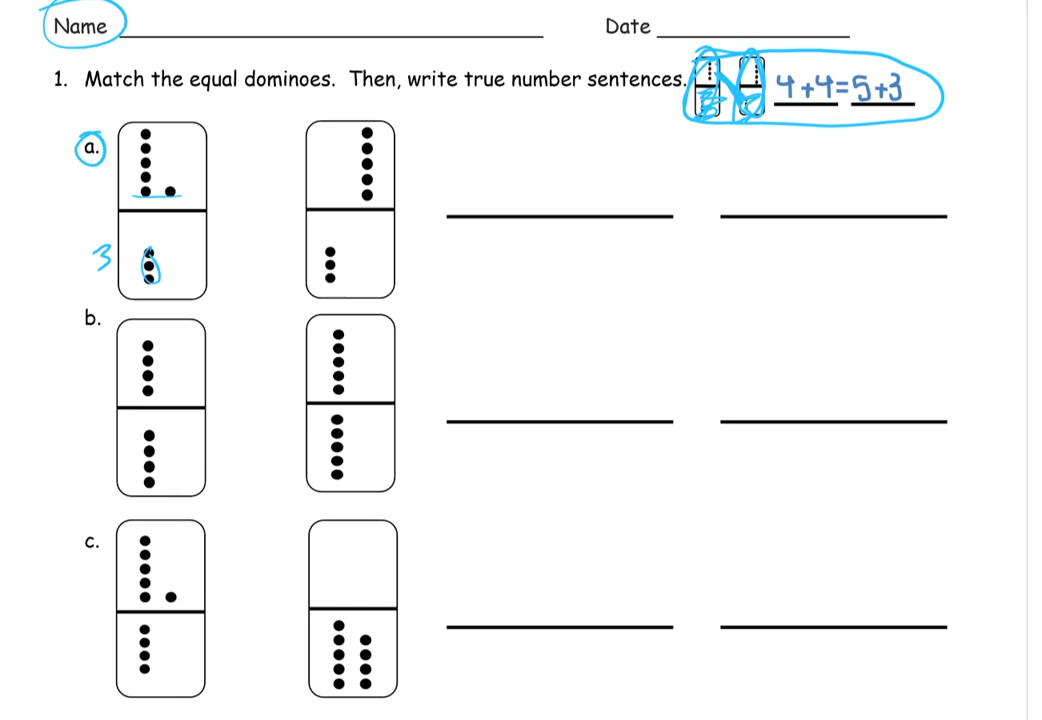 Name Date
1. Match the equal dominoes. Then, write true number sentences. 4+4=5+3
a.
3
b.
c.